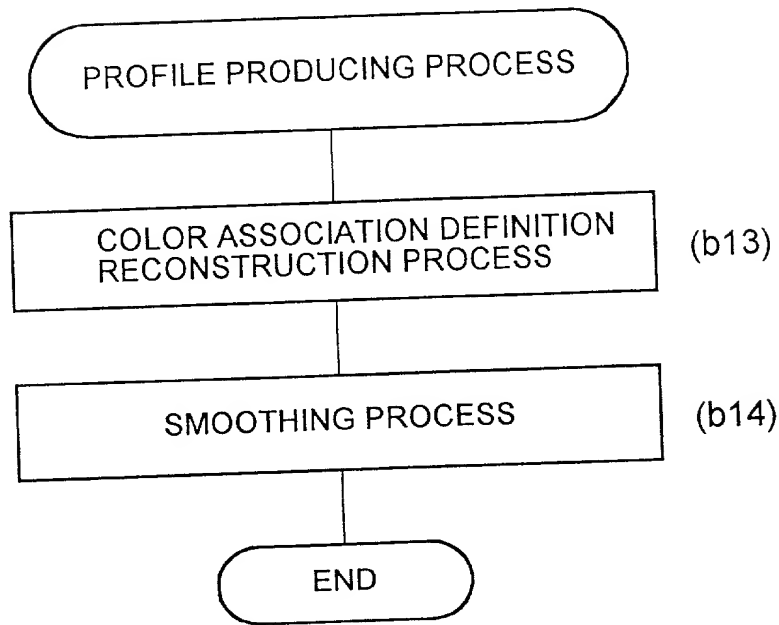 PROFILE PRODUCING PROCESS
COLOR ASSOCIATION DEFINITION
RECONSTRUCTION PROCESS
(b13)
SMOOTHING PROCESS
(b14)
END